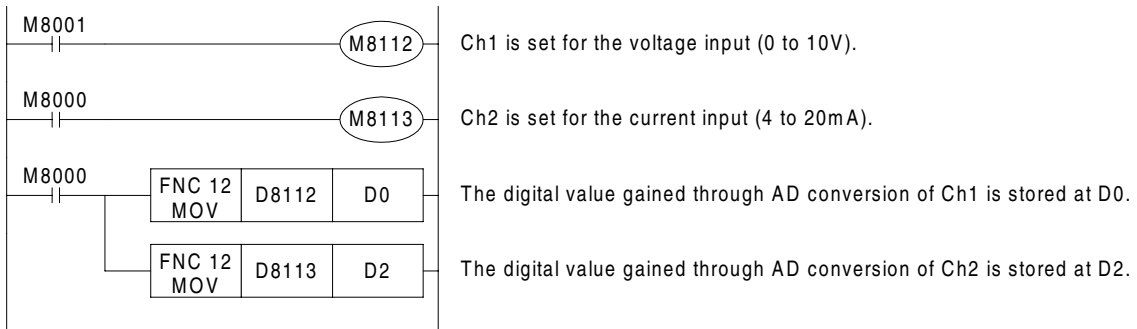 M8001
M8112
Ch1 is set for the voltage input (0 to 10V).
M8000
M8113
Ch2 is set for the current input (4 to 20mA).
M8000
FNC 12
MOV
D8112
D0
The digital value gained through AD conversion of Ch1 is stored at D0.
FNC 12
MOV
D8113
D2
The digital value gained through AD conversion of Ch2 is stored at D2.